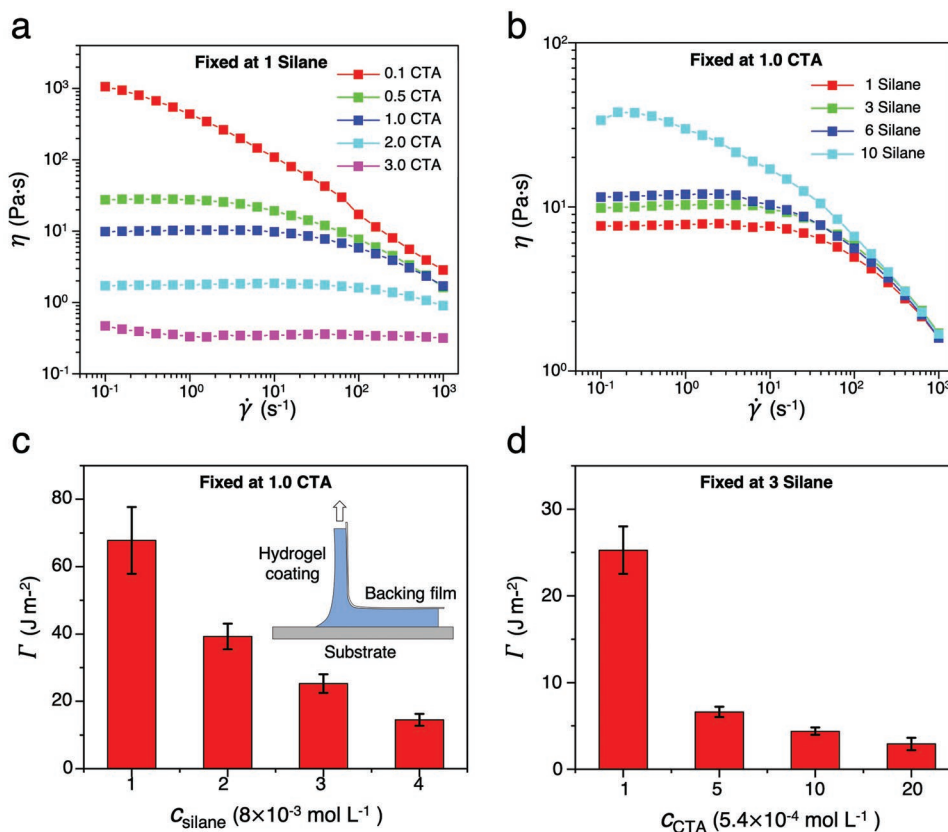 a
Fixed at 1 Silane
0.1 CTA
0.5 CTA
1.0 CTA
2.0 CTA
3.0 CTA
10³
10²
10¹
10⁰
10⁻¹
η (Pa·s)
10⁻¹ 10⁰ 10¹ 10² 10³
γ̇ (s⁻¹)
b
Fixed at 1.0 CTA
1 Silane
3 Silane
6 Silane
10 Silane
10²
10¹
10⁰
η (Pa·s)
10⁻¹ 10⁰ 10¹ 10² 10³
γ̇ (s⁻¹)
c
Fixed at 1.0 CTA
Hydrogel
coating
Backing film
Substrate
80
60
40
20
0
Γ (J m⁻²)
1 2 3 4
Csilane (8×10⁻³ mol L⁻¹)
d
Fixed at 3 Silane
30
20
10
0
Γ (J m⁻²)
1 5 10 20
CCTA (5.4×10⁻⁴ mol L⁻¹)